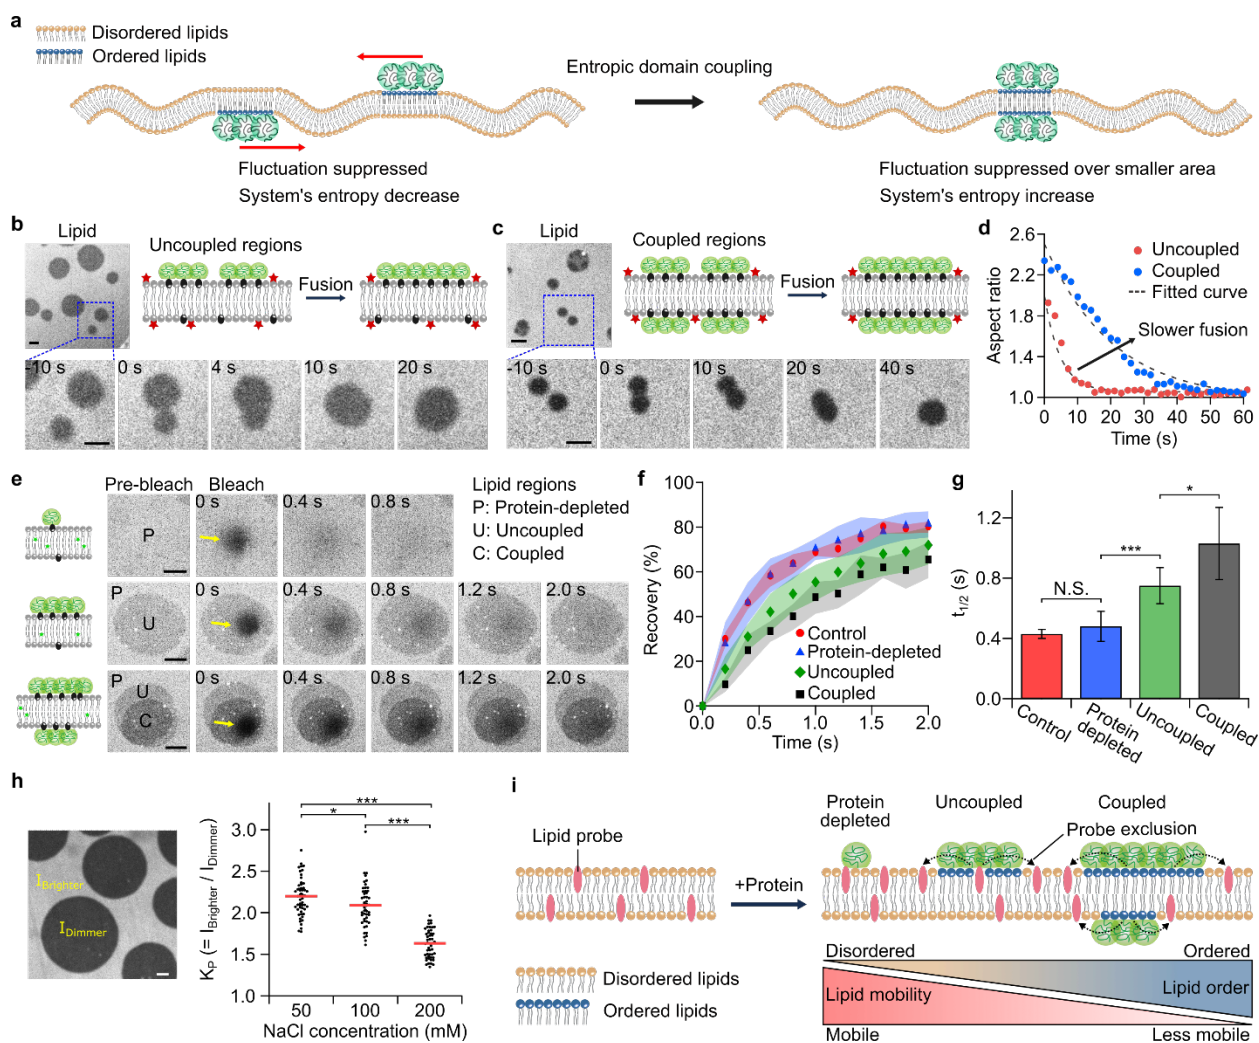 a
Disordered lipids
Ordered lipids
Entropic domain coupling
Fluctuation suppressed
System's entropy decrease
Fluctuation suppressed over smaller area
System's entropy increase
b
Lipid
Uncoupled regions
Fusion
-10 s
0 s
4 s
10 s
20 s
c
Lipid
Coupled regions
Fusion
-10 s
0 s
10 s
20 s
40 s
d
Aspect ratio
2.6
2.2
1.8
1.4
1.0
Uncoupled
Coupled
Fitted curve
Slower fusion
0 10 20 30 40 50 60
Time (s)
e
Pre-bleach
Bleach
Lipid regions
P: Protein-depleted
U: Uncoupled
C: Coupled
P
0 s
0.4 s
0.8 s
P
U
0 s
0.4 s
0.8 s
1.2 s
2.0 s
P
U
C
0 s
0.4 s
0.8 s
1.2 s
2.0 s
f
Recovery (%)
100
80
60
40
20
0
Control
Protein-depleted
Uncoupled
Coupled
0.0 0.5 1.0 1.5 2.0
Time (s)
g
t1/2 (s)
1.2
0.8
0.4
0.0
N.S.
***
*
Control
Protein depleted
Uncoupled
Coupled
h
IBrighter
IDimmer
KP (= IBrighter / IDimmer)
3.0
2.5
2.0
1.5
1.0
***
*
***
50 100 200
NaCl concentration (mM)
i
Lipid probe
+Protein
Disordered lipids
Ordered lipids
Protein
depleted
Uncoupled
Coupled
Probe exclusion
Disordered
Ordered
Lipid order
Lipid mobility
Mobile
Less mobile